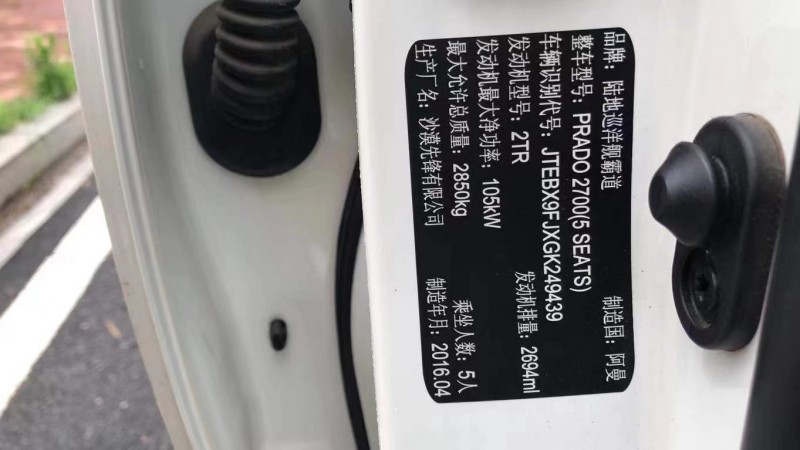 品牌：陆地巡洋舰霸道 制造国：阿曼
整车型号：PRADO 2700(5 SEATS)
车辆识别代号：JTEBX9FJXGK249439
发动机型号：2TR 发动机排量：2694ml
发动机最大净功率：105kW
最大允许总质量：2850kg 乘坐人数：5人
生产厂名：沙漠先锋有限公司 制造年月：2016.04